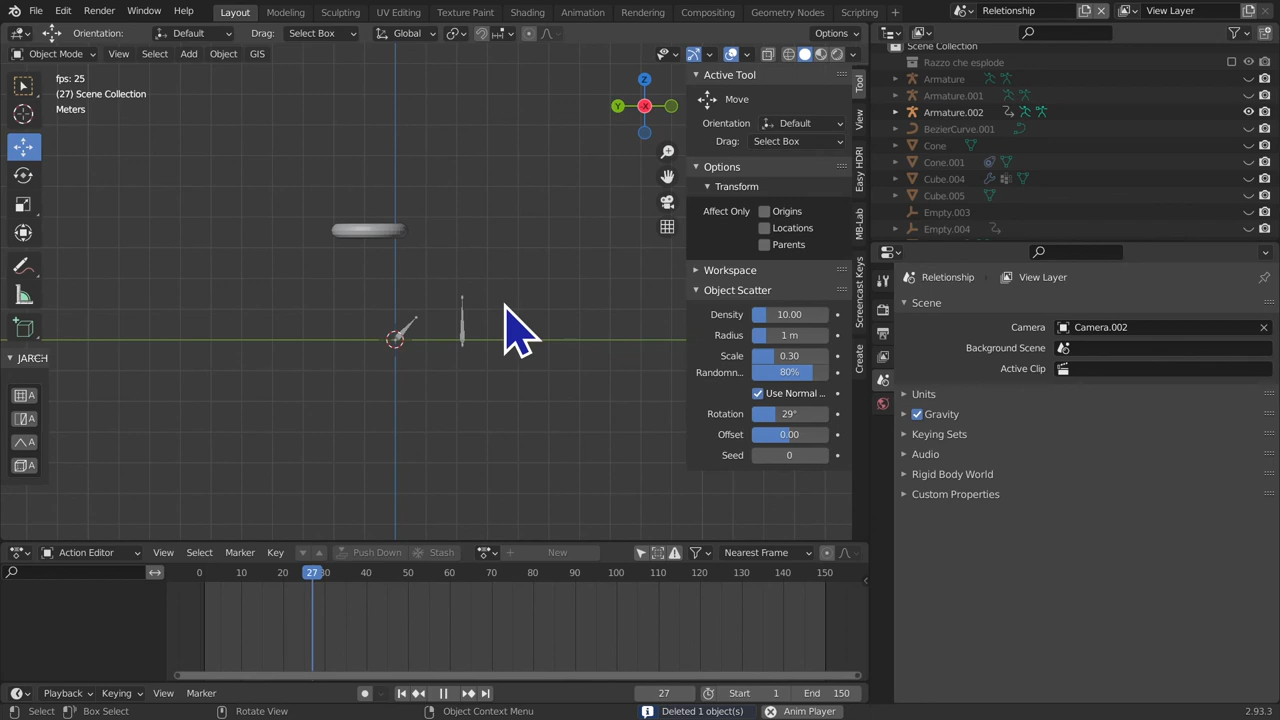 File Edit Render Window Help Layout Modeling Sculpting UV Editing Texture Paint Shading Animation Rendering Compositing Geometry Nodes Scripting Relationship View Layer
Orientation: Default Drag: Select Box Global Options
Object Mode View Select Add Object GIS
fps: 25
(27) Scene Collection
Meters
Z
Y
X
JARCH
A
A
A
A
Active Tool
Move
Orientation Default
Drag: Select Box
Options
Transform
Affect Only Origins
Locations
Parents
Workspace
Object Scatter
Density 10.00
Radius 1 m
Scale 0.30
Randomn... 80%
Use Normal ...
Rotation 29°
Offset 0.00
Seed 0
Tool
View
Easy HDRI
MB-Lab
Screencast Keys
Create
Scene Collection
Razzo che esplode
Armature
Armature.001
Armature.002
BezierCurve.001
Cone
Cone.001
Cube.004
Cube.005
Empty.003
Empty.004
Relationship View Layer
Scene
Camera Camera.002
Background Scene
Active Clip
Units
Gravity
Keying Sets
Audio
Rigid Body World
Custom Properties
Action Editor View Select Marker Key Push Down Stash New Nearest Frame
0 10 20 27 30 40 50 60 70 80 90 100 110 120 130 140 150
Playback Keying View Marker 27 Start 1 End 150
Select Box Select Rotate View Object Context Menu Deleted 1 object(s) Anim Player 2.93.3